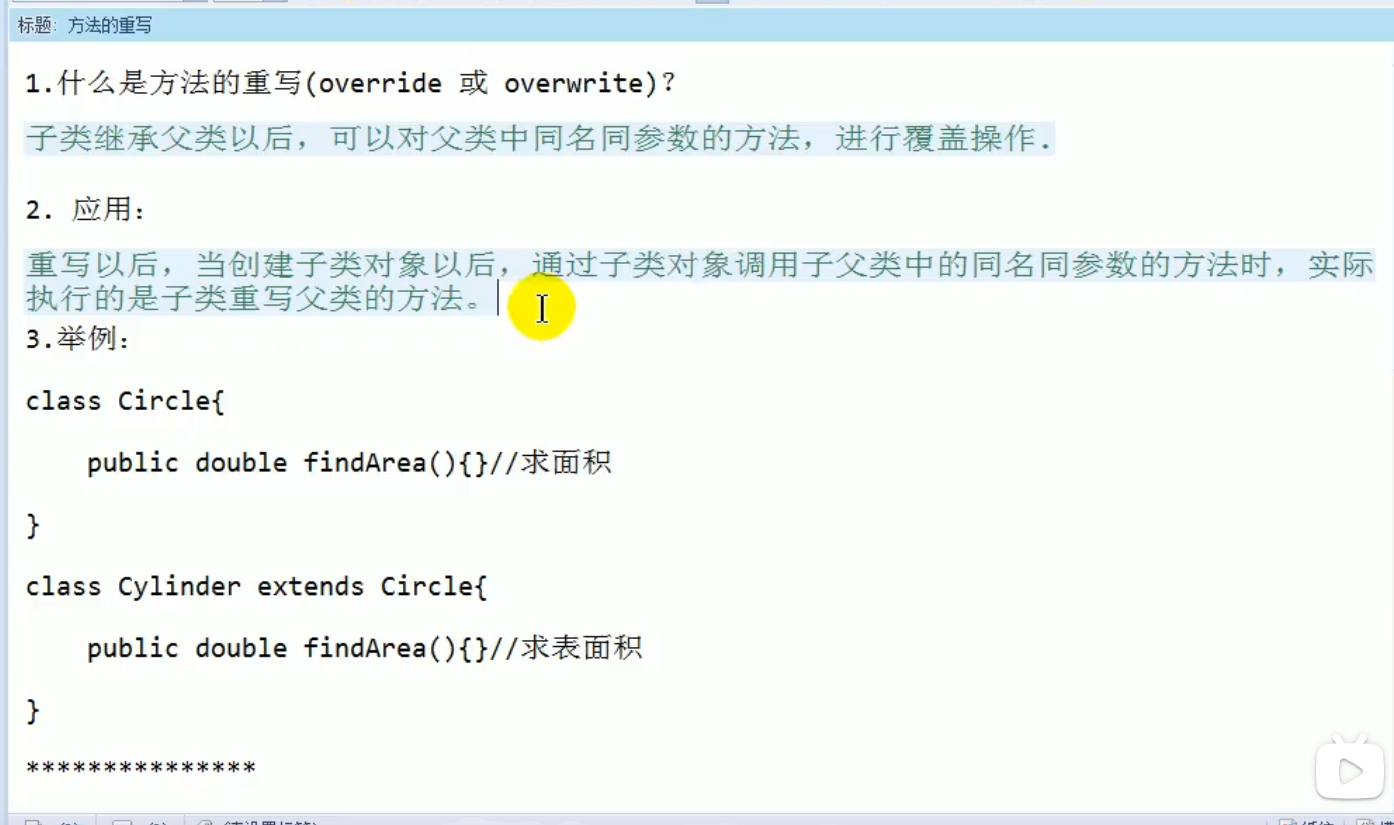 标题: 方法的重写
1.什么是方法的重写(override 或 overwrite)?
子类继承父类以后，可以对父类中同名同参数的方法，进行覆盖操作.
2. 应用:
重写以后，当创建子类对象以后，通过子类对象调用子父类中的同名同参数的方法时，实际
执行的是子类重写父类的方法。
3.举例:
class Circle{
    public double findArea(){}//求面积
}
class Cylinder extends Circle{
    public double findArea(){}//求表面积
}
***************